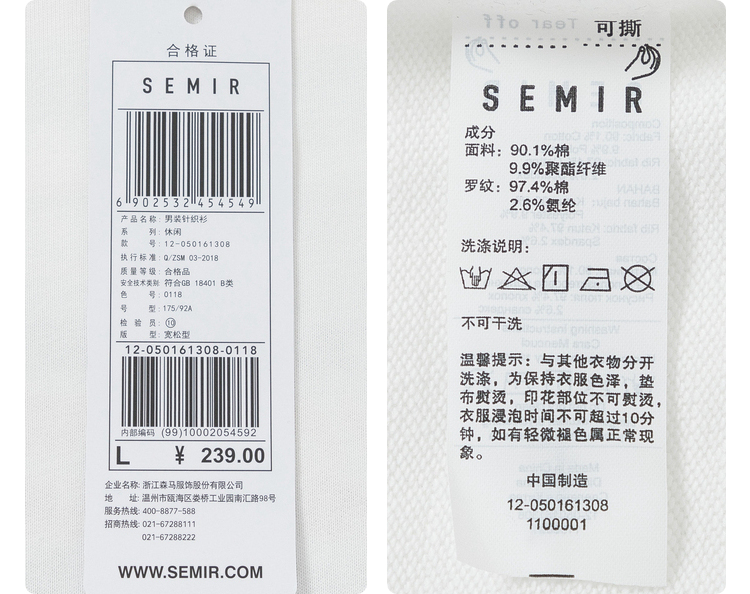 合格证
SEMIR
6 902532 454549
产品名称: 男装针织衫
系 列: 休闲
款 号: 12-050161308
执行标准: Q/ZSM 03-2018
质量等级: 合格品
安全技术类别: 符合GB 18401 B类
色 号: 0118
号 型: 175/92A
检 验 员: ⑩
版 型: 宽松型
12-050161308-0118
内部编码 (99)10002054592
L ¥ 239.00
企业名称: 浙江森马服饰股份有限公司
地 址: 温州市瓯海区娄桥工业园南汇路98号
服务热线: 400-8877-588
招商热线: 021-67288111
021-67288222
WWW.SEMIR.COM
Tear off
可撕
SEMIR
成分
面料: 90.1%棉
9.9%聚酯纤维
罗纹: 97.4%棉
2.6%氨纶
洗涤说明:
不可干洗
温馨提示: 与其他衣物分开
洗涤, 为保持衣服色泽, 垫
布熨烫, 印花部位不可熨烫,
衣服浸泡时间不可超过10分
钟, 如有轻微褪色属正常现
象。
中国制造
12-050161308
1100001